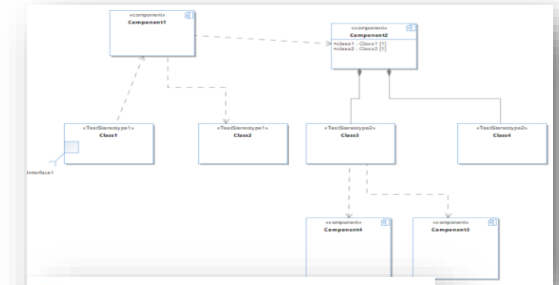 «component»
Component1
«component»
Component2
+class1 : Class1 [1]
+class2 : Class2 [1]
«TestStereotype1»
Class1
«TestStereotype1»
Class2
«TestStereotype2»
Class3
«TestStereotype2»
Class4
Interface1
«component»
Component4
«component»
Component3